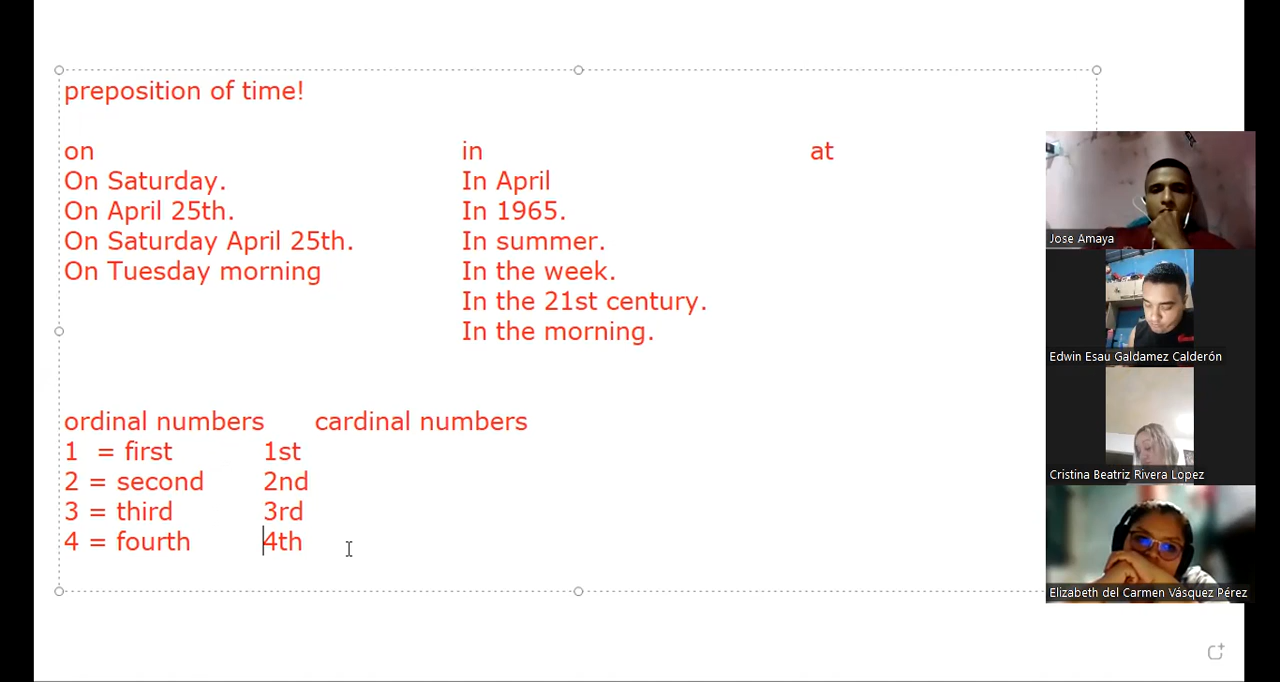 preposition of time!
on in at
On Saturday. In April
On April 25th. In 1965.
On Saturday April 25th. In summer.
On Tuesday morning In the week.
In the 21st century.
In the morning.
ordinal numbers cardinal numbers
1 = first 1st
2 = second 2nd
3 = third 3rd
4 = fourth 4th
Jose Amaya
Edwin Esau Galdamez Calderón
Cristina Beatriz Rivera Lopez
Elizabeth del Carmen Vásquez Pérez